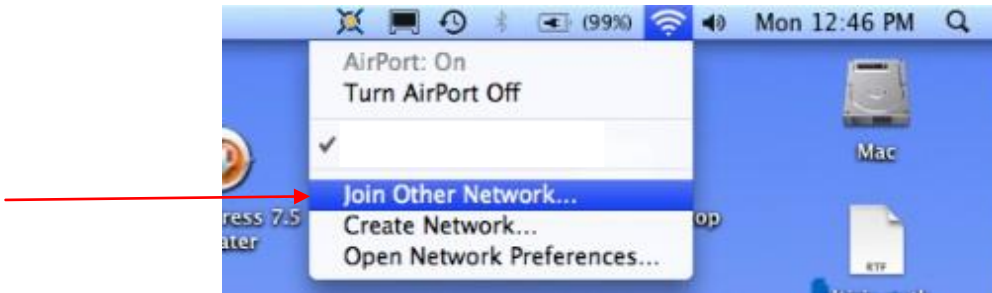 (99%) Mon 12:46 PM
AirPort: On
Turn AirPort Off
Mac
Join Other Network...
Create Network...
Open Network Preferences...
ress 7.5
ater
op
RTF